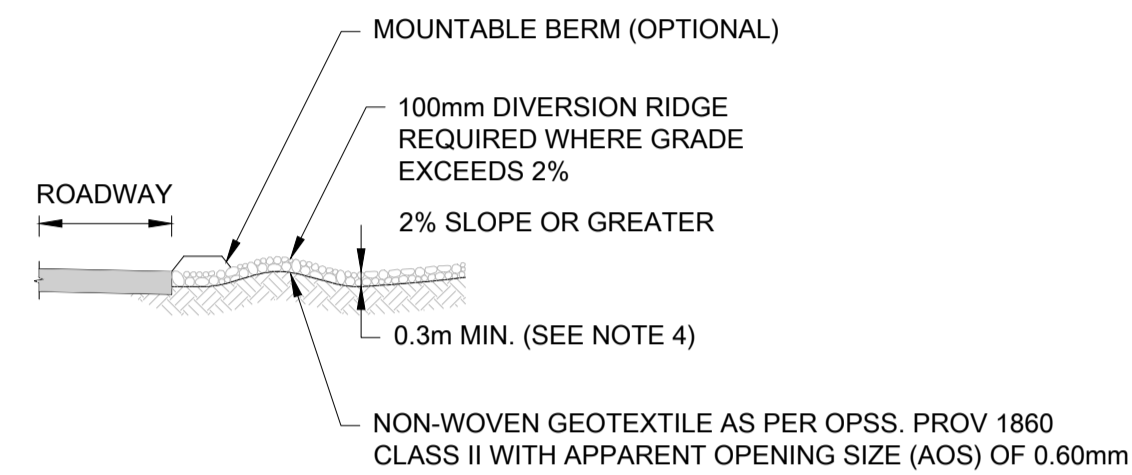 MOUNTABLE BERM (OPTIONAL)
100mm DIVERSION RIDGE
REQUIRED WHERE GRADE
EXCEEDS 2%
ROADWAY
2% SLOPE OR GREATER
0.3m MIN. (SEE NOTE 4)
NON-WOVEN GEOTEXTILE AS PER OPSS. PROV 1860
CLASS II WITH APPARENT OPENING SIZE (AOS) OF 0.60mm